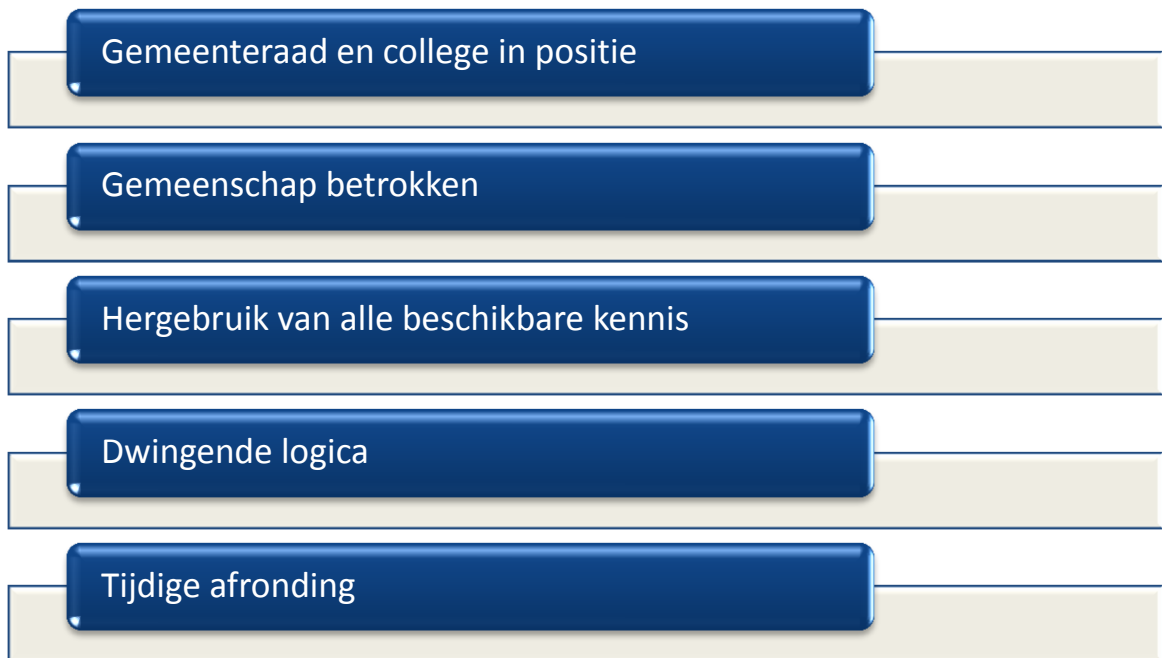 Gemeenteraad en college in positie
Gemeenschap betrokken
Hergebruik van alle beschikbare kennis
Dwingende logica
Tijdige afronding